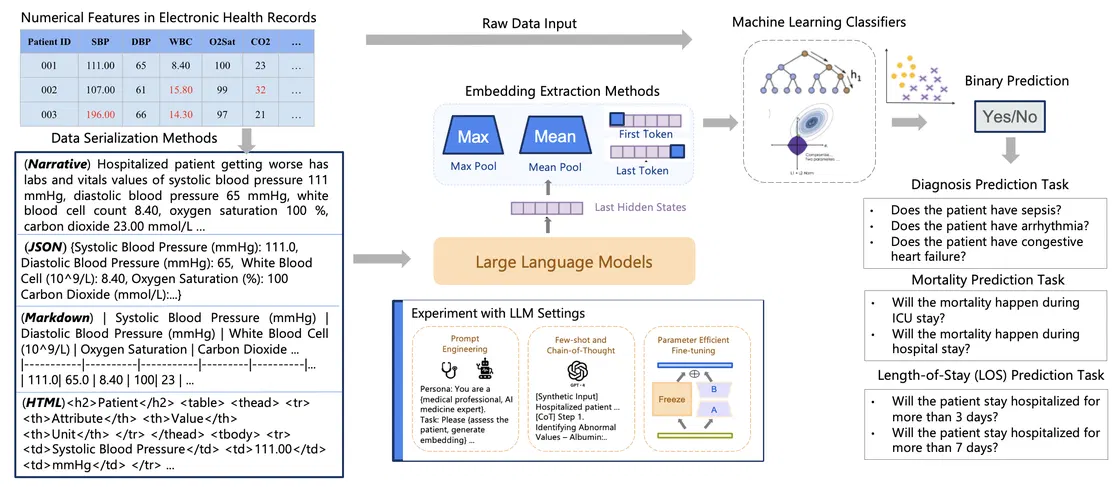 Numerical Features in Electronic Health Records
Patient ID SBP DBP WBC O2Sat CO2 ...
001 111.00 65 8.40 100 23 ...
002 107.00 61 15.80 99 32 ...
003 196.00 66 14.30 97 21 ...
Data Serialization Methods
(Narrative) Hospitalized patient getting worse has
labs and vitals values of systolic blood pressure 111
mmHg, diastolic blood pressure 65 mmHg, white
blood cell count 8.40, oxygen saturation 100 %,
carbon dioxide 23.00 mmol/L ...
(JSON) {Systolic Blood Pressure (mmHg): 111.0,
Diastolic Blood Pressure (mmHg): 65, White Blood
Cell (10^9/L): 8.40, Oxygen Saturation (%): 100
Carbon Dioxide (mmol/L):...}
(Markdown) | Systolic Blood Pressure (mmHg) |
Diastolic Blood Pressure (mmHg) | White Blood Cell
(10^9/L) | Oxygen Saturation | Carbon Dioxide ...
|-----------|----------|-----------|---------|----------|...
| 111.0| 65.0 | 8.40 | 100| 23 | ...
(HTML)<h2>Patient</h2> <table> <thead> <tr>
<th>Attribute</th> <th>Value</th>
<th>Unit</th> </tr> </thead> <tbody> <tr>
<td>Systolic Blood Pressure</td> <td>111.00</td>
<td>mmHg</td> </tr> ...
Raw Data Input
Embedding Extraction Methods
Max
Max Pool
Mean
Mean Pool
First Token
Last Token
Last Hidden States
Large Language Models
Experiment with LLM Settings
Prompt
Engineering
Persona: You are a
{medical professional, AI
medicine expert}.
Task: Please {assess the
patient, generate
embedding} ...
Few-shot and
Chain-of-Thought
GPT-4
[Synthetic Input]
Hospitalized patient ...
[CoT] Step 1.
Identifying Abnormal
Values – Albumin:..
Parameter Efficient
Fine-tuning
Freeze
B
A
Machine Learning Classifiers
h1
Binary Prediction
Yes/No
Diagnosis Prediction Task
• Does the patient have sepsis?
• Does the patient have arrhythmia?
• Does the patient have congestive
heart failure?
Mortality Prediction Task
• Will the mortality happen during
ICU stay?
• Will the mortality happen during
hospital stay?
Length-of-Stay (LOS) Prediction Task
• Will the patient stay hospitalized for
more than 3 days?
• Will the patient stay hospitalized for
more than 7 days?